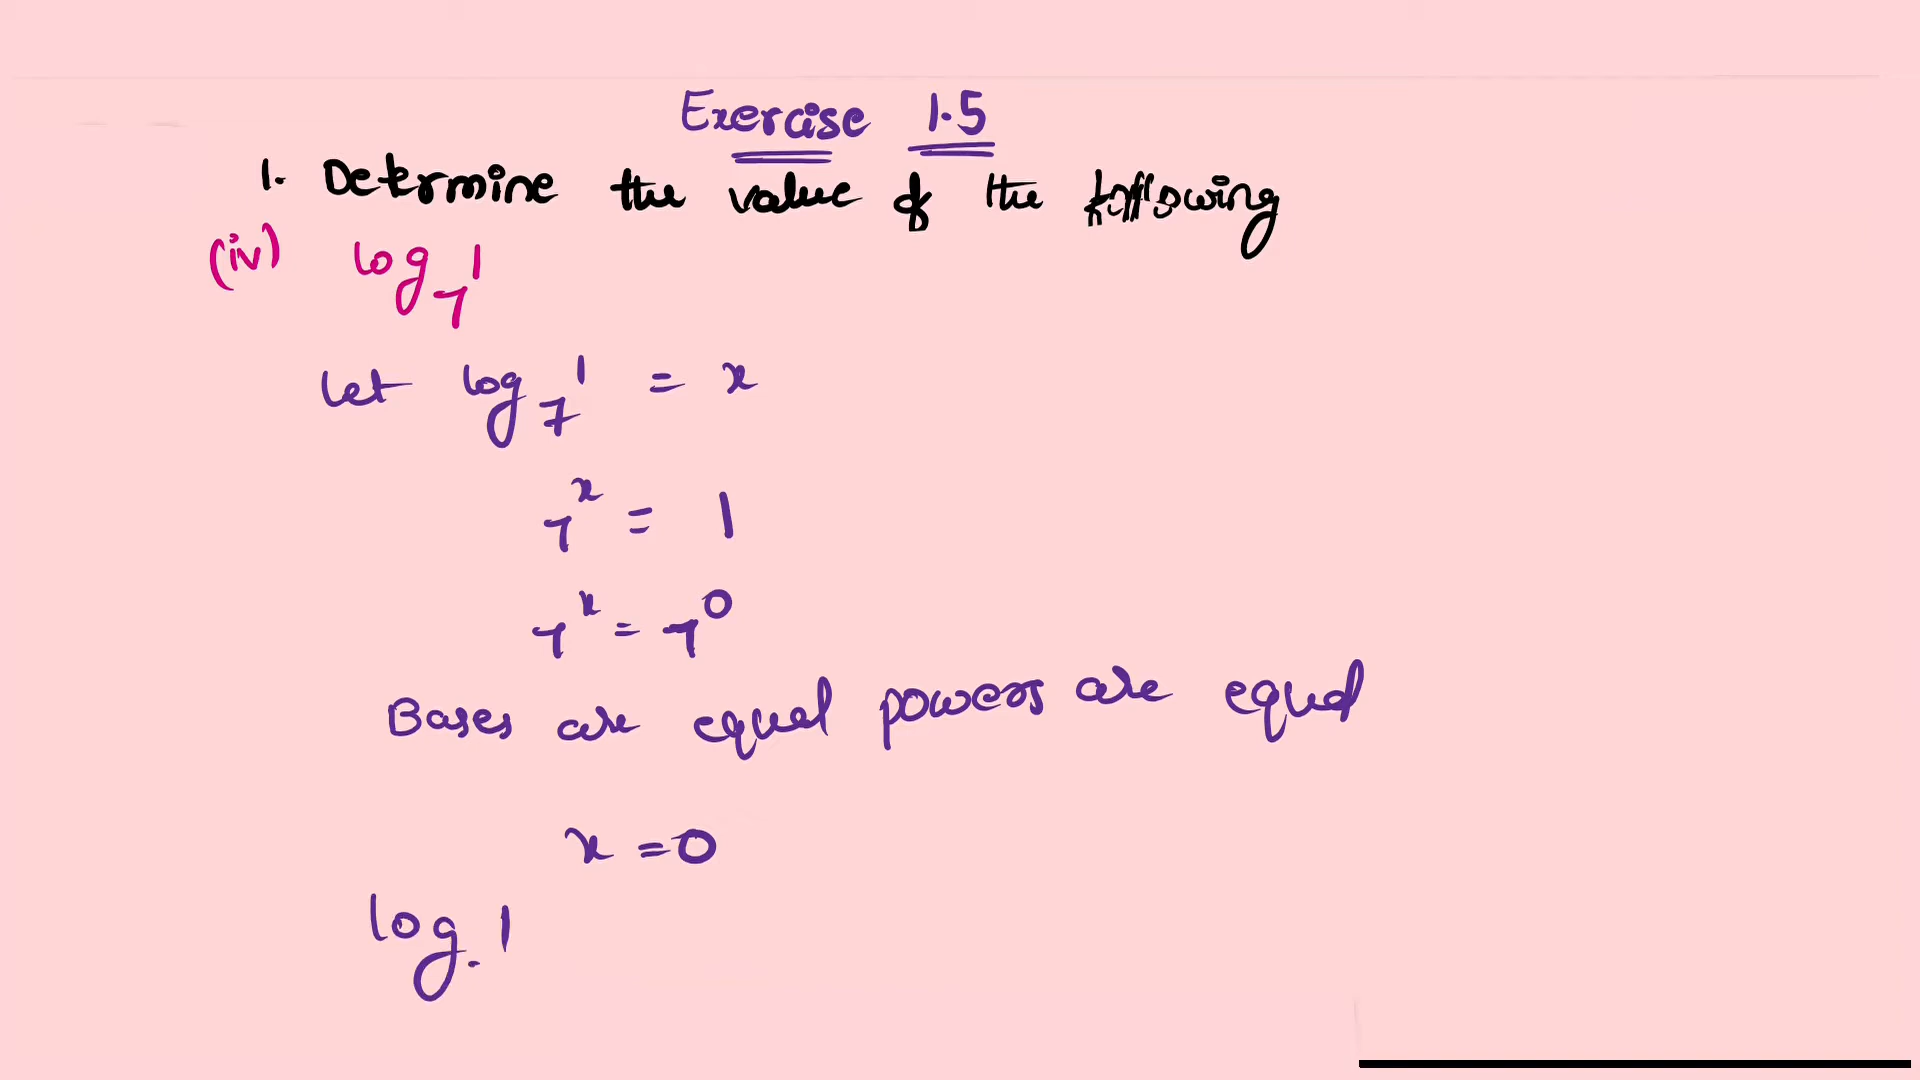 Exercise 1.5
1. Determine the value of the following
(iv) log₇1
let log₇1 = x
7ˣ = 1
7ˣ = 7⁰
Bases are equal powers are equal
x = 0
log.1